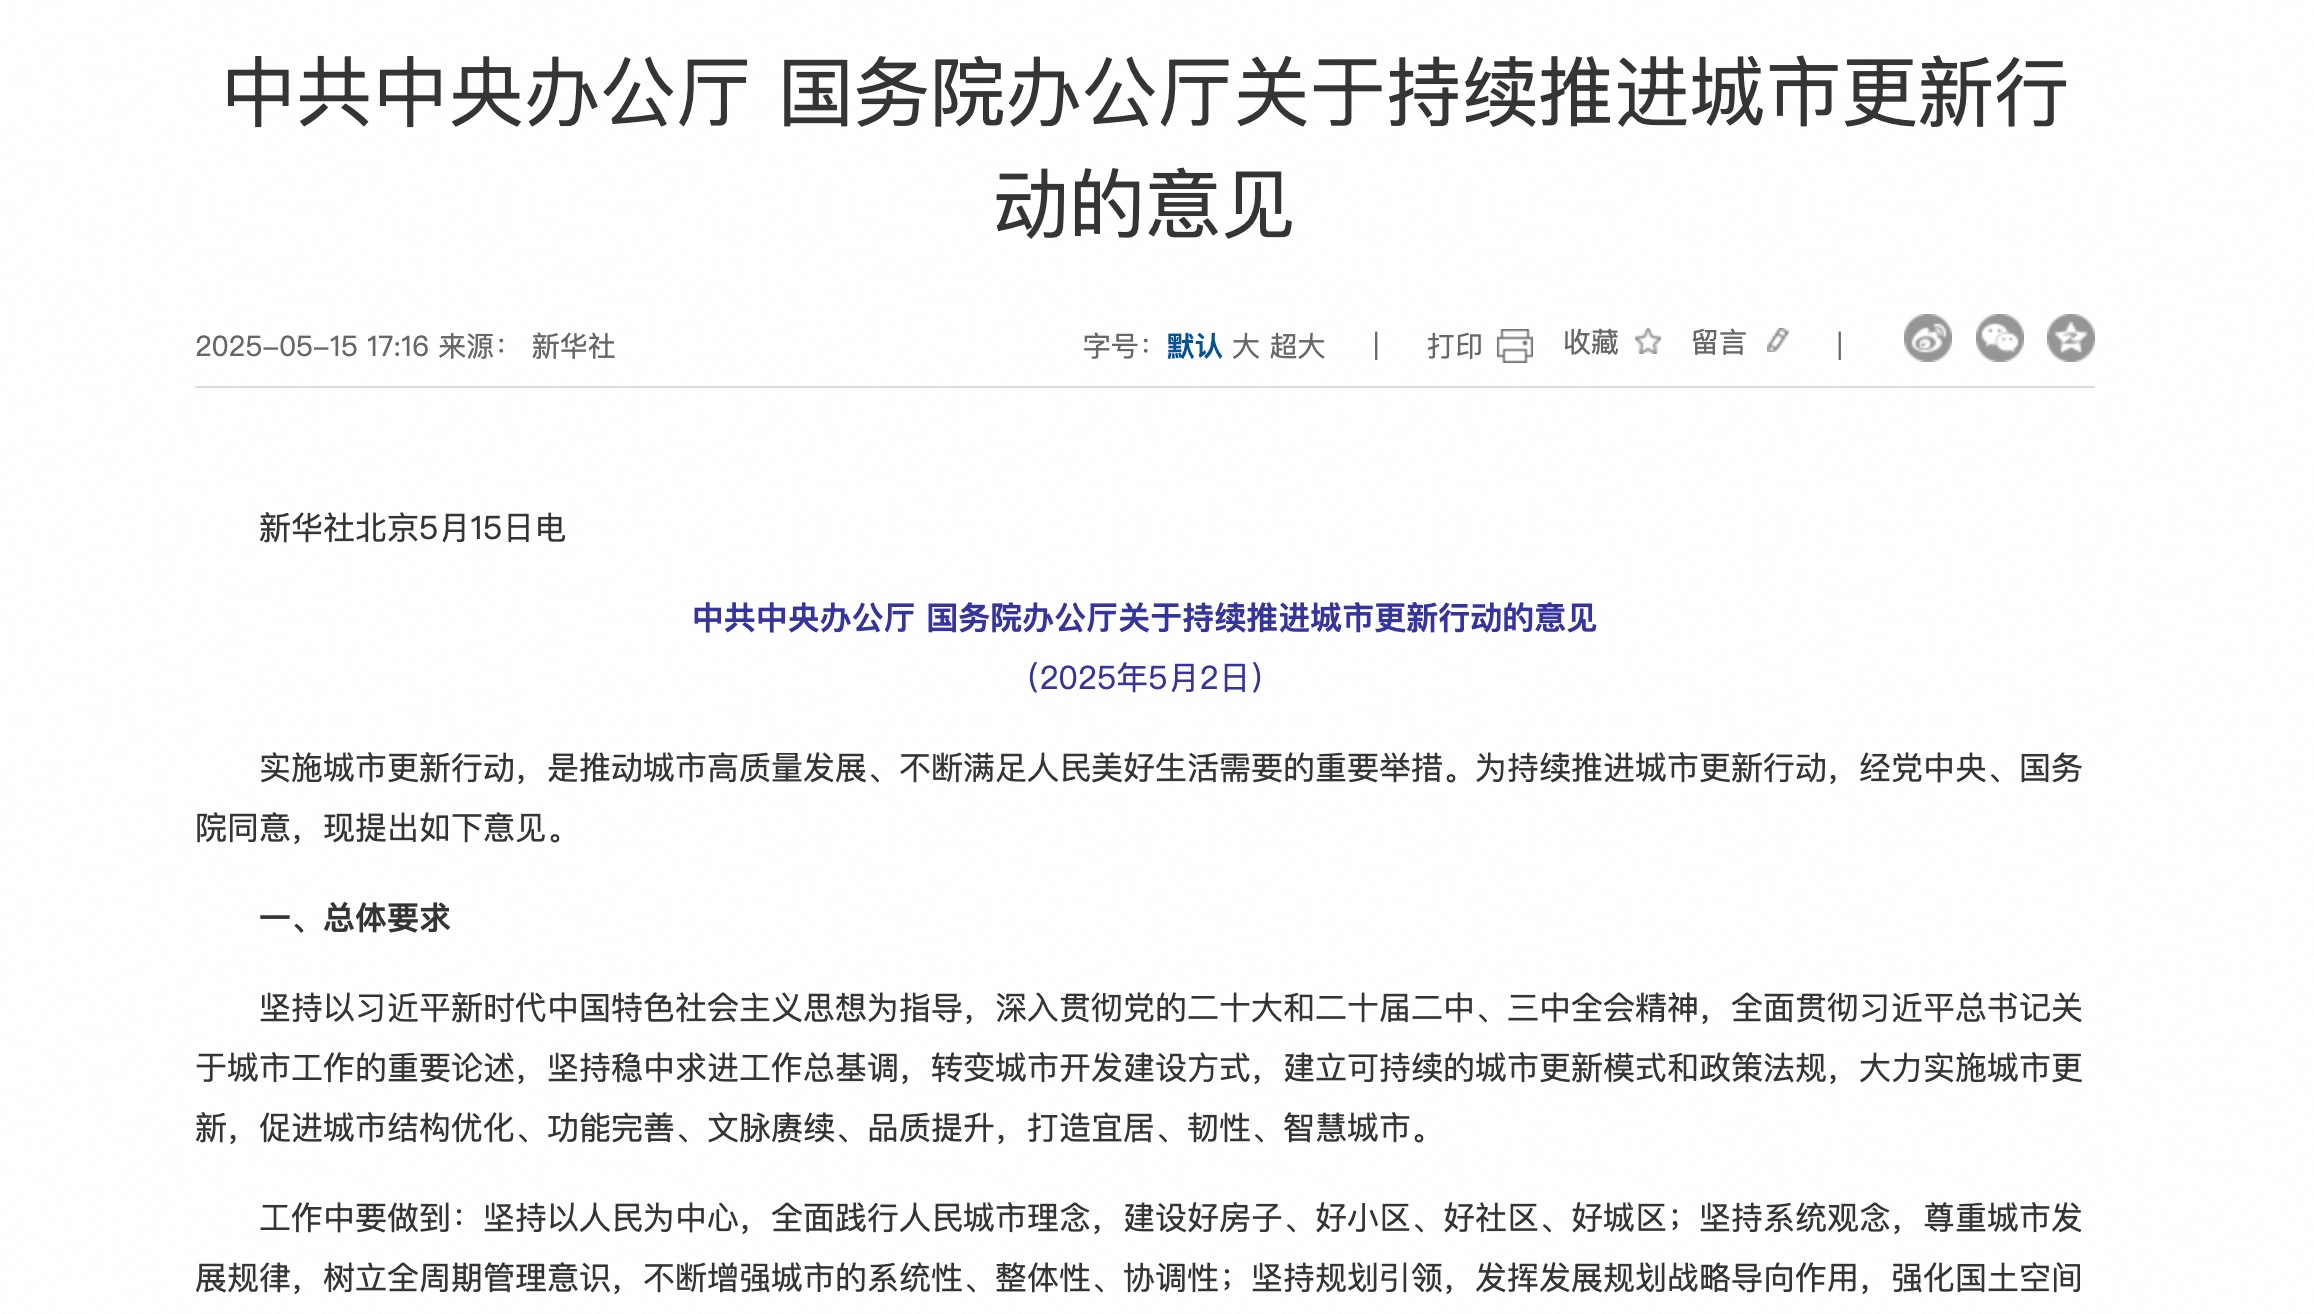 中共中央办公厅 国务院办公厅关于持续推进城市更新行
动的意见
2025-05-15 17:16 来源： 新华社
字号：默认 大 超大 | 打印 收藏 留言 |
新华社北京5月15日电
中共中央办公厅 国务院办公厅关于持续推进城市更新行动的意见
（2025年5月2日）
实施城市更新行动，是推动城市高质量发展、不断满足人民美好生活需要的重要举措。为持续推进城市更新行动，经党中央、国务
院同意，现提出如下意见。
一、总体要求
坚持以习近平新时代中国特色社会主义思想为指导，深入贯彻党的二十大和二十届二中、三中全会精神，全面贯彻习近平总书记关
于城市工作的重要论述，坚持稳中求进工作总基调，转变城市开发建设方式，建立可持续的城市更新模式和政策法规，大力实施城市更
新，促进城市结构优化、功能完善、文脉赓续、品质提升，打造宜居、韧性、智慧城市。
工作中要做到：坚持以人民为中心，全面践行人民城市理念，建设好房子、好小区、好社区、好城区；坚持系统观念，尊重城市发
展规律，树立全周期管理意识，不断增强城市的系统性、整体性、协调性；坚持规划引领，发挥发展规划战略导向作用，强化国土空间